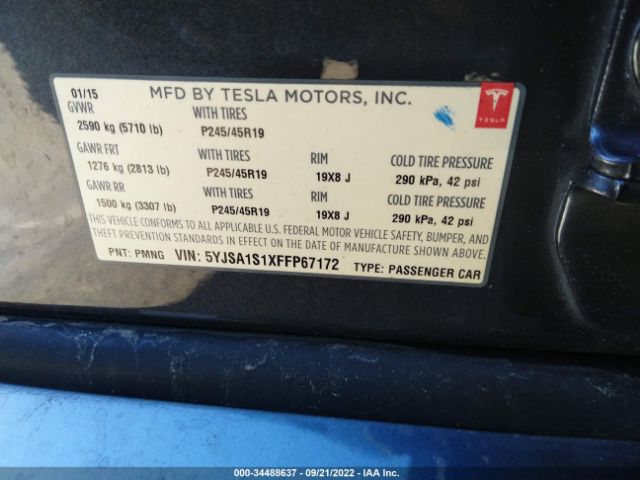 01/15 MFD BY TESLA MOTORS, INC.
GVWR WITH TIRES
2590 kg (5710 lb) P245/45R19
TESLA
GAWR FRT WITH TIRES RIM COLD TIRE PRESSURE
1276 kg (2813 lb) P245/45R19 19X8 J 290 kPa, 42 psi
GAWR RR WITH TIRES RIM COLD TIRE PRESSURE
1500 kg (3307 lb) P245/45R19 19X8 J 290 kPa, 42 psi
THIS VEHICLE CONFORMS TO ALL APPLICABLE U.S. FEDERAL MOTOR VEHICLE SAFETY, BUMPER, AND
THEFT PREVENTION STANDARDS IN EFFECT ON THE DATE OF MANUFACTURE SHOWN ABOVE.
PNT: PMNG VIN: 5YJSA1S1XFFP67172 TYPE: PASSENGER CAR
000-34488637 - 09/21/2022 - IAA Inc.